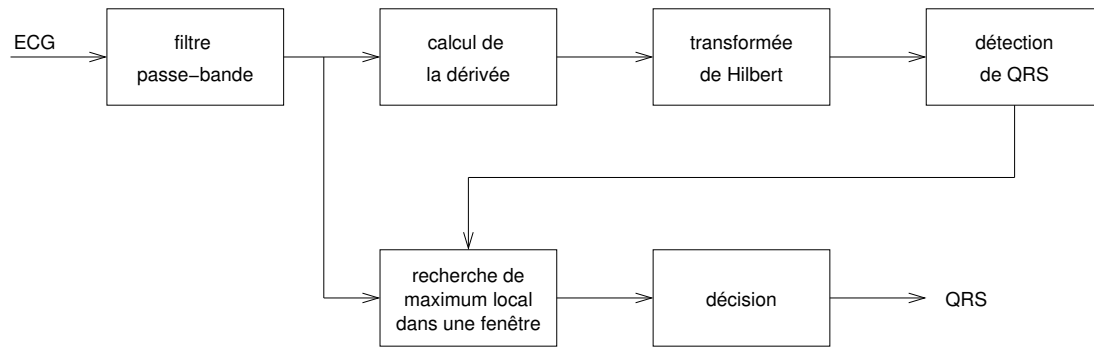 ECG
filtre
passe−bande
calcul de
la dérivée
transformée
de Hilbert
détection
de QRS
recherche de
maximum local
dans une fenêtre
décision
QRS